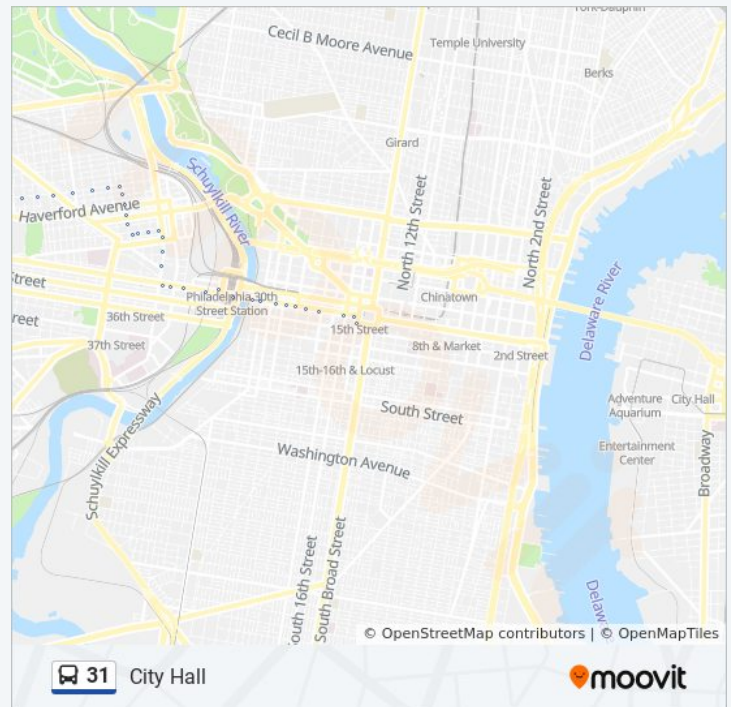 York-Dauphin
Cecil B Moore Avenue
Temple University
Berks
Girard
Schuylkill River
North 12th Street
North 2nd Street
Haverford Avenue
Delaware River
Street
Philadelphia 30th
Street Station
Chinatown
36th Street
reet
15th Street
37th Street
8th & Market
2nd Street
15th-16th & Locust
Adventure
Aquarium
City Hall
South Street
Schuylkill Expressway
Washington Avenue
Entertainment
Center
Broadway
South 16th Street
South Broad Street
Delaw
© OpenStreetMap contributors | © OpenMapTiles
31 City Hall
moovit